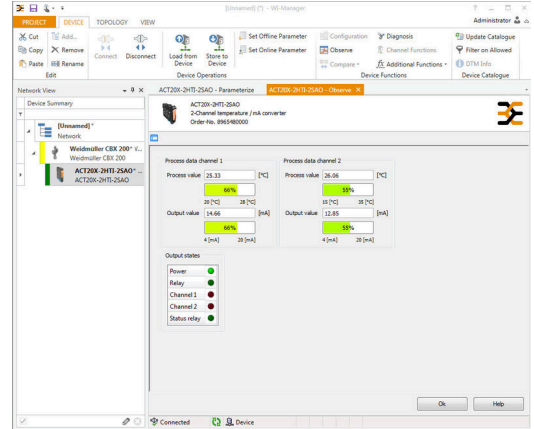 [Unnamed] (*) - WI-Manager
PROJECT DEVICE TOPOLOGY VIEW
Administrator
Cut
Copy
Paste
Add...
Remove
Rename
Edit
Connect
Disconnect
Load from Device
Store to Device
Set Offline Parameter
Set Online Parameter
Device Operations
Configuration
Observe
Compare
Diagnosis
Channel Functions
Additional Functions
Device Functions
Update Catalogue
Filter on Allowed
DTM Info
Device Catalogue
Network View
Device Summary
[Unnamed]*
Network
Weidmüller CBX 200* /...
Weidmüller CBX 200
ACT20X-2HTI-2SAO* ...
ACT20X-2HTI-2SAO
ACT20X-2HTI-2SAO - Parameterize
ACT20X-2HTI-2SAO - Observe
ACT20X-2HTI-2SAO
2-Channel temperature / mA converter
Order-No. 8965480000
Process data channel 1
Process value 25.33 [°C]
66%
20 [°C] 28 [°C]
Output value 14.66 [mA]
66%
4 [mA] 20 [mA]
Process data channel 2
Process value 26.06 [°C]
55%
15 [°C] 35 [°C]
Output value 12.85 [mA]
55%
4 [mA] 20 [mA]
Output states
Power
Relay
Channel 1
Channel 2
Status relay
Ok
Help
Connected
Device